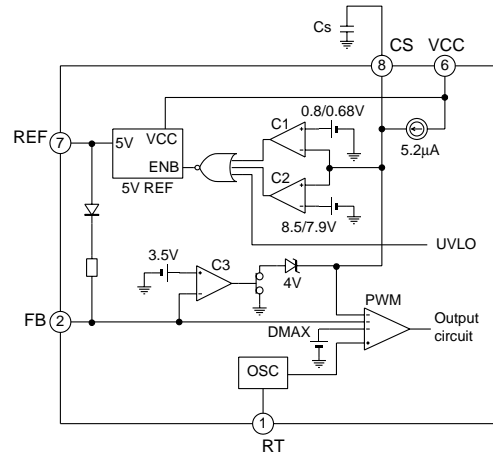 Cs
CS
VCC
8
6
0.8/0.68V
REF
7
5V
VCC
C1
+
−
5.2μA
ENB
5V REF
C2
+
−
8.5/7.9V
UVLO
3.5V
C3
+
−
4V
PWM
FB
2
DMAX
−
−
−
+
Output
circuit
OSC
1
RT